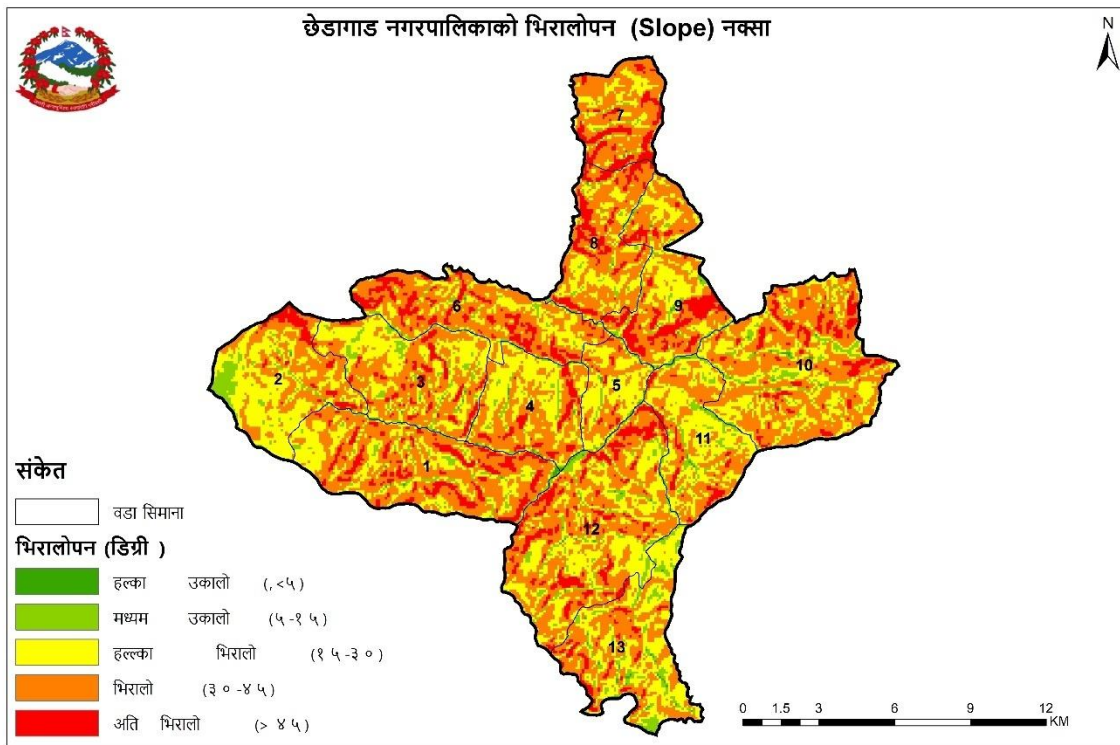 छेडागाड नगरपालिकाको भिरालोपन (Slope) नक्सा
N
7
8
9
6
10
2
3
5
4
11
1
12
13
संकेत
वडा सिमाना
भिरालोपन (डिग्री )
हल्का उकालो (,<५)
मध्यम उकालो (५-१५)
हल्ल्का भिरालो (१५-३०)
भिरालो (३०-४५)
अति भिरालो (> ४५)
0 1.5 3 6 9 12
KM